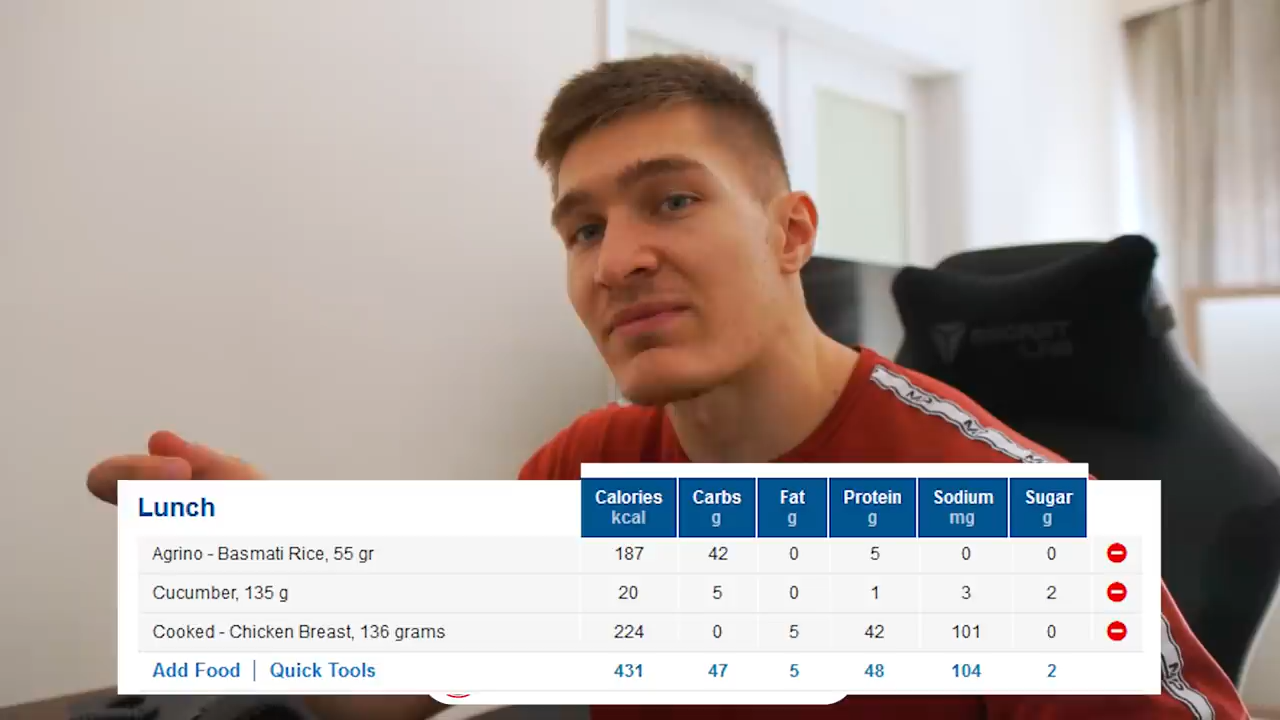 Lunch
Calories Carbs Fat Protein Sodium Sugar
kcal g g g mg g
Agrino - Basmati Rice, 55 gr 187 42 0 5 0 0
Cucumber, 135 g 20 5 0 1 3 2
Cooked - Chicken Breast, 136 grams 224 0 5 42 101 0
Add Food | Quick Tools 431 47 5 48 104 2